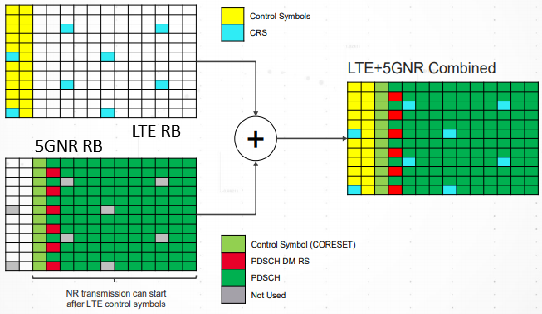 Control Symbols
CRS
LTE RB
LTE+5GNR Combined
5GNR RB
+
Control Symbol (CORESET)
PDSCH DM-RS
PDSCH
Not Used
NR transmission can start
after LTE control symbols